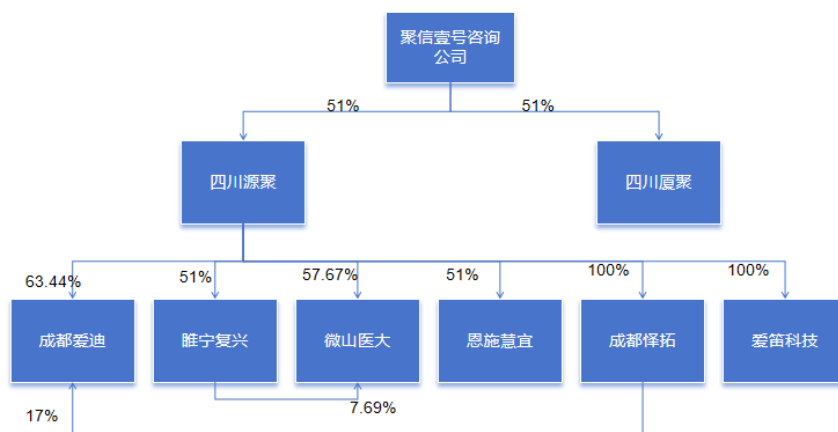 聚信壹号咨询
公司
51%
51%
四川源聚
四川厦聚
63.44%
51%
57.67%
51%
100%
100%
成都爱迪
睢宁复兴
微山医大
恩施慧宜
成都怿拓
爱笛科技
17%
7.69%